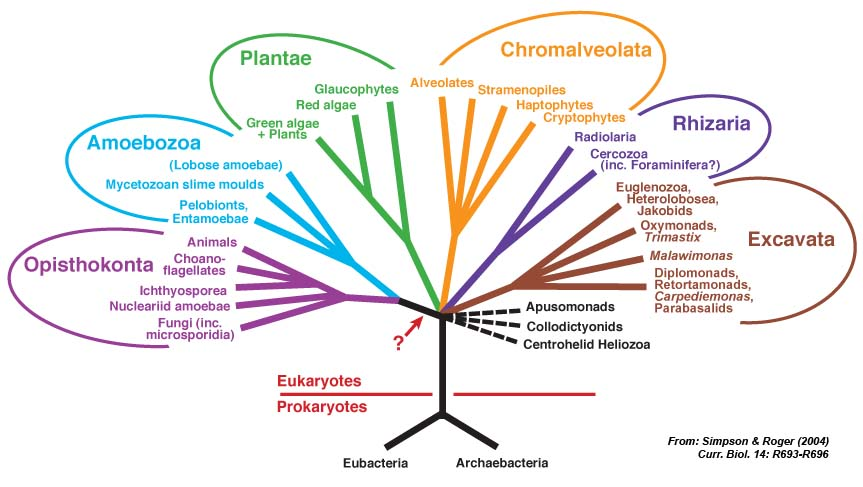 Plantae
Glaucophytes
Red algae
Green algae
+ Plants
Chromalveolata
Alveolates
Stramenopiles
Haptophytes
Cryptophytes
Amoebozoa
(Lobose amoebae)
Mycetozoan slime moulds
Pelobionts,
Entamoebae
Rhizaria
Radiolaria
Cercozoa
(inc. Foraminifera?)
Opisthokonta
Animals
Choano-
flagellates
Ichthyosporea
Nucleariid amoebae
Fungi (inc.
microsporidia)
Excavata
Euglenozoa,
Heterolobosea,
Jakobids
Oxymonads,
Trimastix
Malawimonas
Diplomonads,
Retortamonads,
Carpediemonas,
Parabasalids
Apusomonads
Collodictyonids
Centrohelid Heliozoa
?
Eukaryotes
Prokaryotes
Eubacteria
Archaebacteria
From: Simpson & Roger (2004)
Curr. Biol. 14: R693-R696